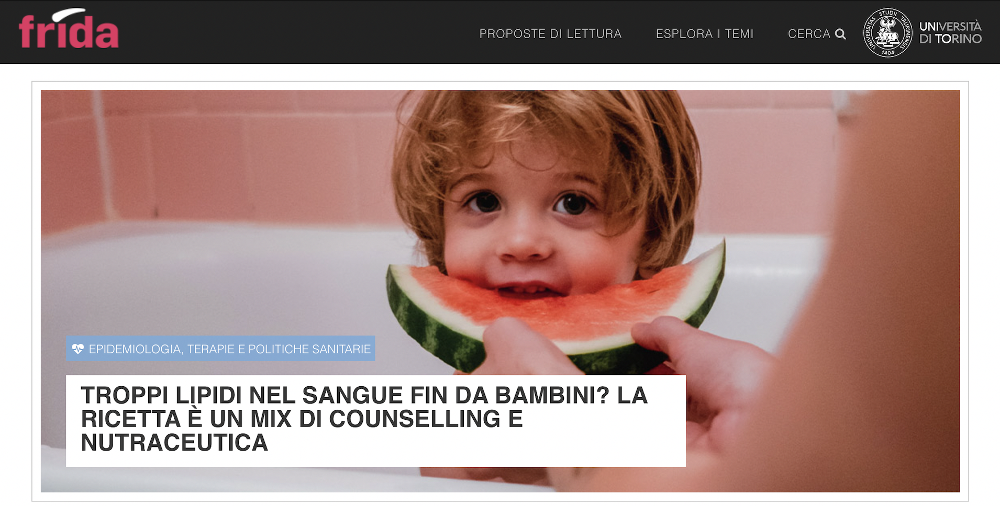 frida
PROPOSTE DI LETTURA
ESPLORA I TEMI
CERCA
UNIVERSITAS STUDII TAURINENSIS
1404
UNIVERSITÀ
DI TORINO
EPIDEMIOLOGIA, TERAPIE E POLITICHE SANITARIE
TROPPI LIPIDI NEL SANGUE FIN DA BAMBINI? LA
RICETTA È UN MIX DI COUNSELLING E
NUTRACEUTICA